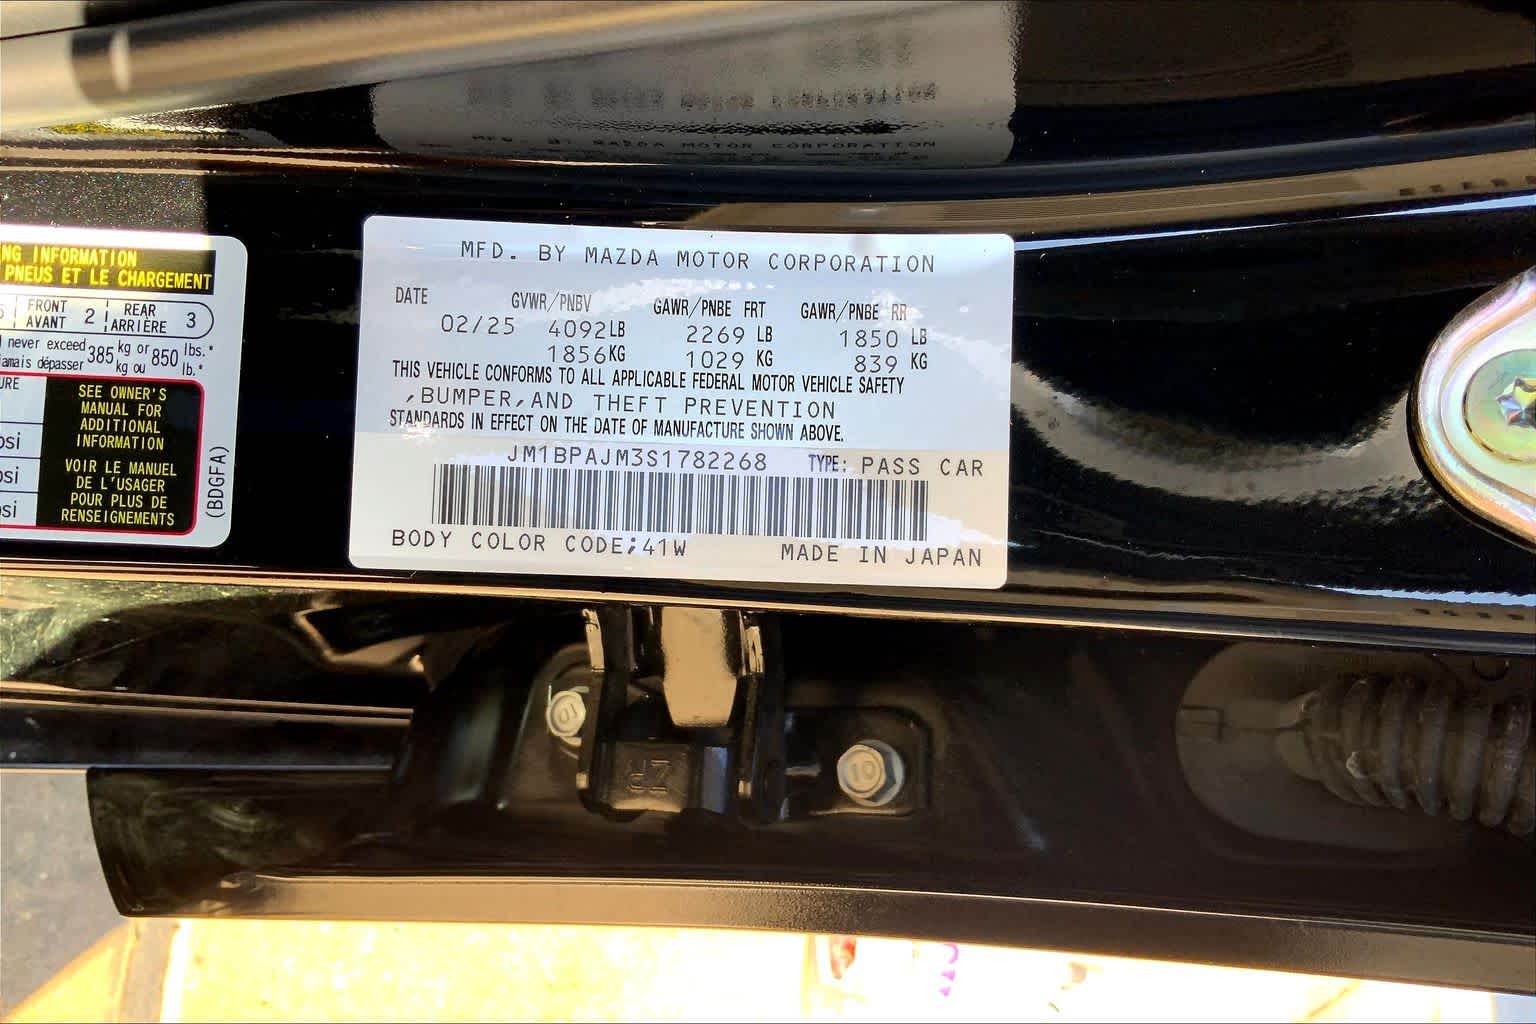 NG INFORMATION
PNEUS ET LE CHARGEMENT
5 FRONT AVANT 2 REAR ARRIÈRE 3
never exceed 385 kg or 850 lbs.*
jamais dépasser kg ou lb.*
SEE OWNER'S
MANUAL FOR
ADDITIONAL
INFORMATION
VOIR LE MANUEL
DE L'USAGER
POUR PLUS DE
RENSEIGNEMENTS
psi
psi
psi
(BDGFA)
MFD. BY MAZDA MOTOR CORPORATION
DATE GVWR/PNBV GAWR/PNBE FRT GAWR/PNBE RR
02/25 4092LB 2269 LB 1850 LB
1856KG 1029 KG 839 KG
THIS VEHICLE CONFORMS TO ALL APPLICABLE FEDERAL MOTOR VEHICLE SAFETY
,BUMPER,AND THEFT PREVENTION
STANDARDS IN EFFECT ON THE DATE OF MANUFACTURE SHOWN ABOVE.
JM1BPAJM3S1782268 TYPE: PASS CAR
BODY COLOR CODE;41W MADE IN JAPAN
10
ZP
10